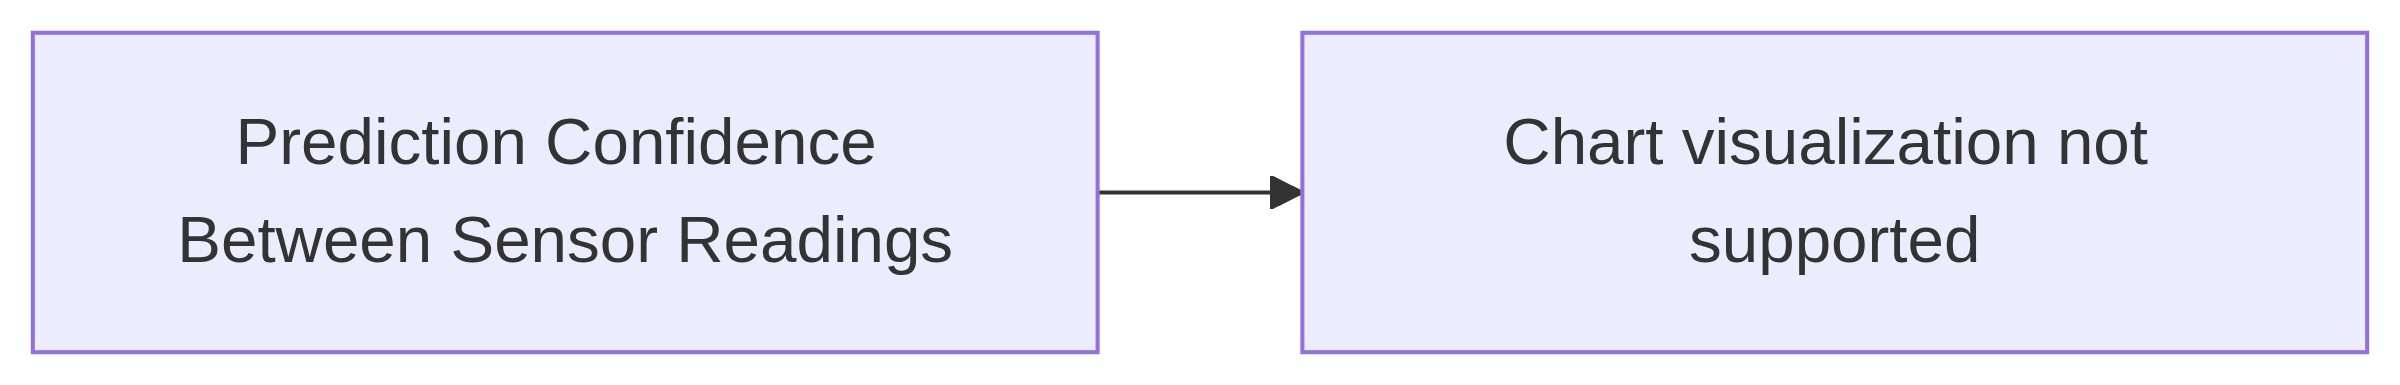 Prediction Confidence
Between Sensor Readings
Chart visualization not
supported